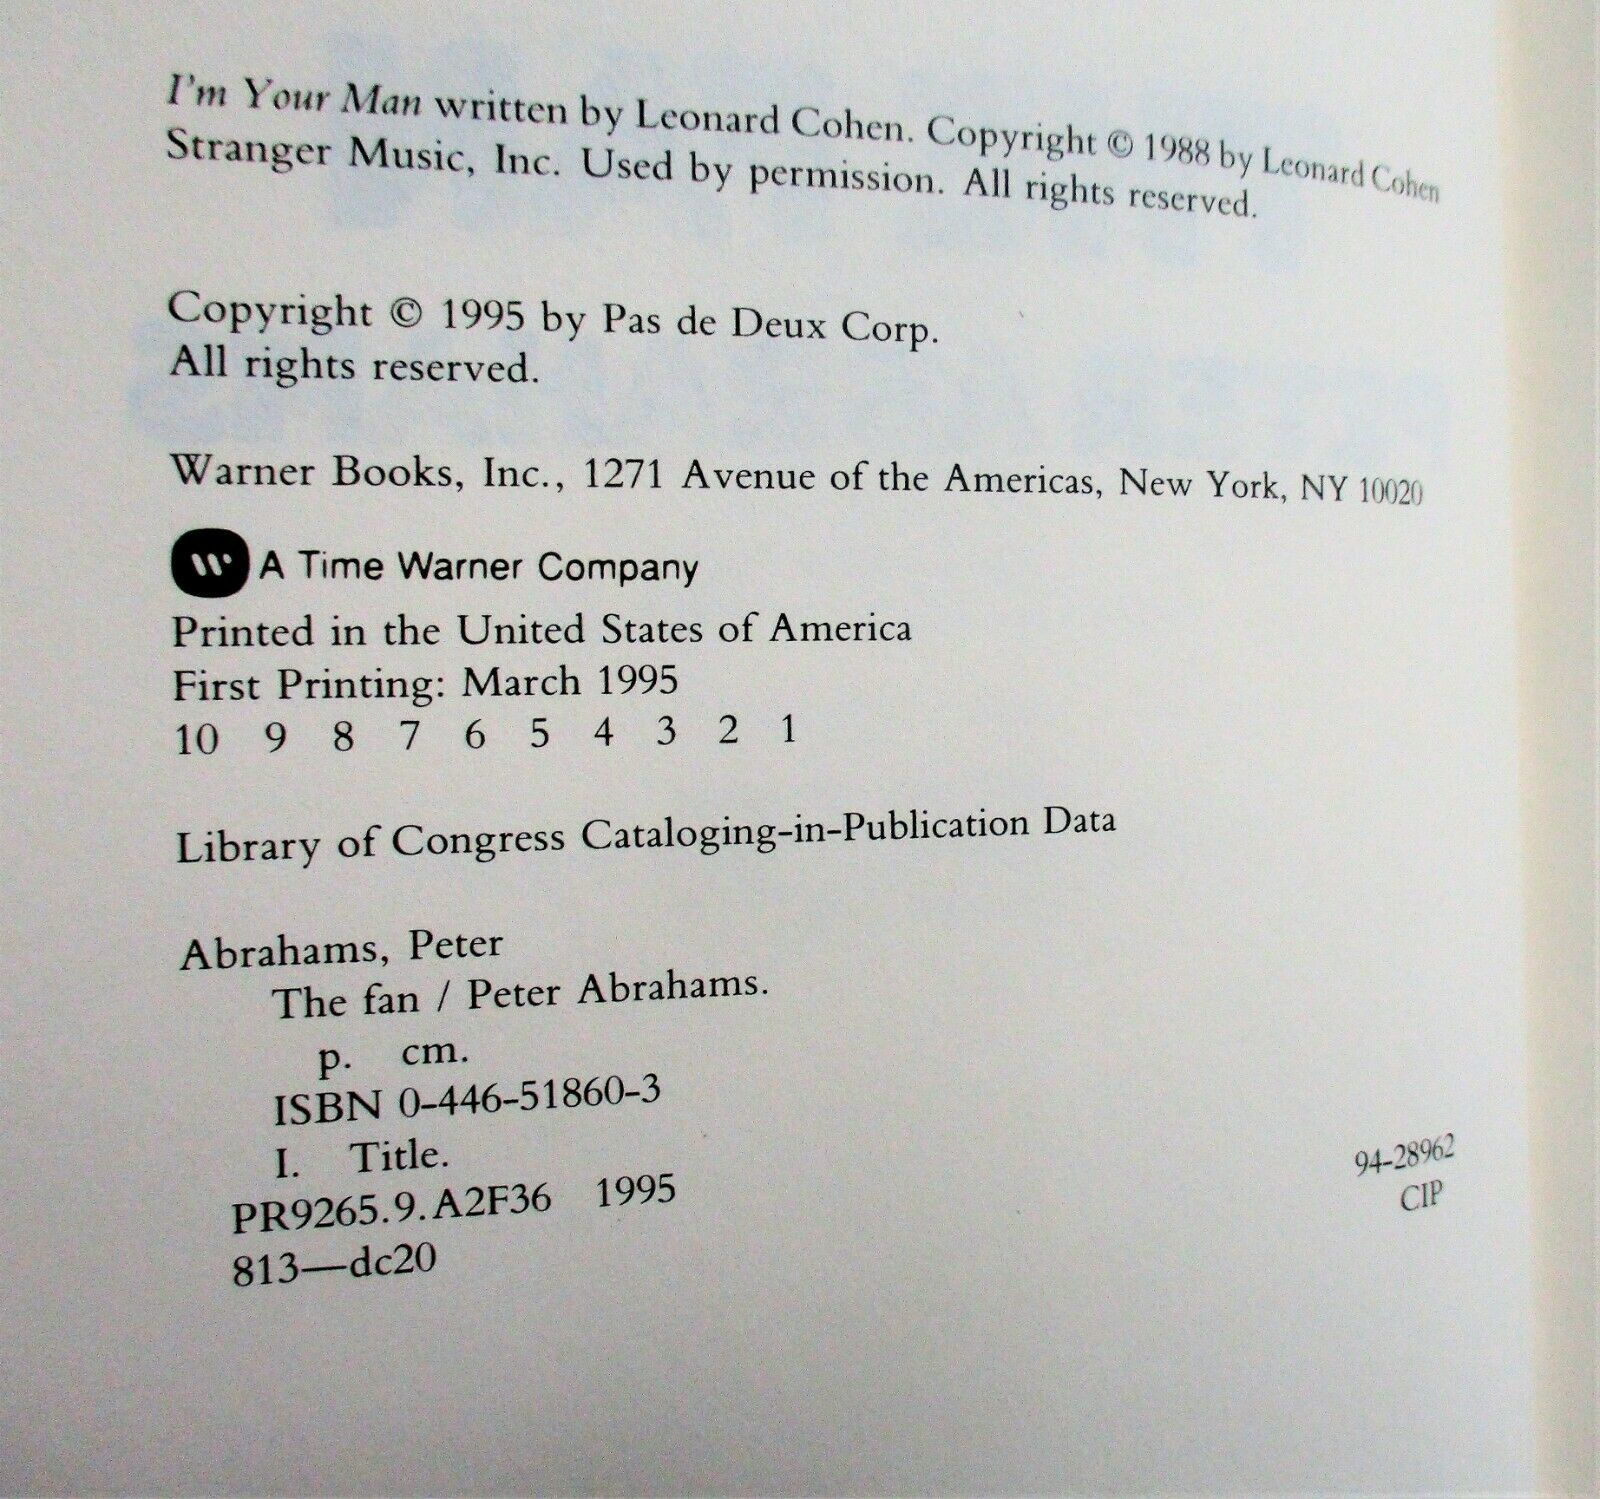 I'm Your Man written by Leonard Cohen. Copyright © 1988 by Leonard Cohen
Stranger Music, Inc. Used by permission. All rights reserved.
Copyright © 1995 by Pas de Deux Corp.
All rights reserved.
Warner Books, Inc., 1271 Avenue of the Americas, New York, NY 10020
W A Time Warner Company
Printed in the United States of America
First Printing: March 1995
10 9 8 7 6 5 4 3 2 1
Library of Congress Cataloging-in-Publication Data
Abrahams, Peter
The fan / Peter Abrahams.
p. cm.
ISBN 0-446-51860-3
I. Title.
PR9265.9.A2F36 1995
813—dc20
94-28962
CIP